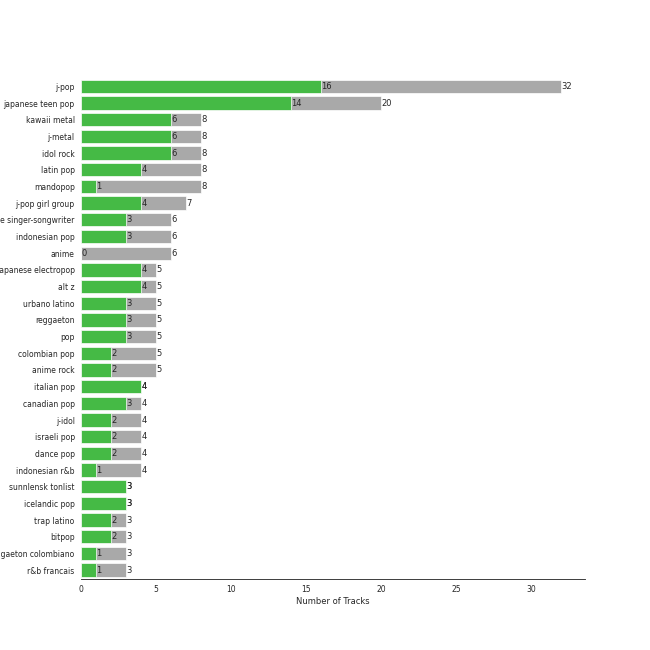 j-pop 16 32
japanese teen pop 14 20
kawaii metal 6 8
j-metal 6 8
idol rock 6 8
latin pop 4 8
mandopop 1 8
j-pop girl group 4 7
e singer-songwriter 3 6
indonesian pop 3 6
anime 0 6
apanese electropop 4 5
alt z 4 5
urbano latino 3 5
reggaeton 3 5
pop 3 5
colombian pop 2 5
anime rock 2 5
italian pop 4
canadian pop 3 4
j-idol 2 4
israeli pop 2 4
dance pop 2 4
indonesian r&b 1 4
sunnlensk tonlist 3
icelandic pop 3
trap latino 2 3
bitpop 2 3
gaeton colombiano 1 3
r&b francais 1 3
0 5 10 15 20 25 30
Number of Tracks